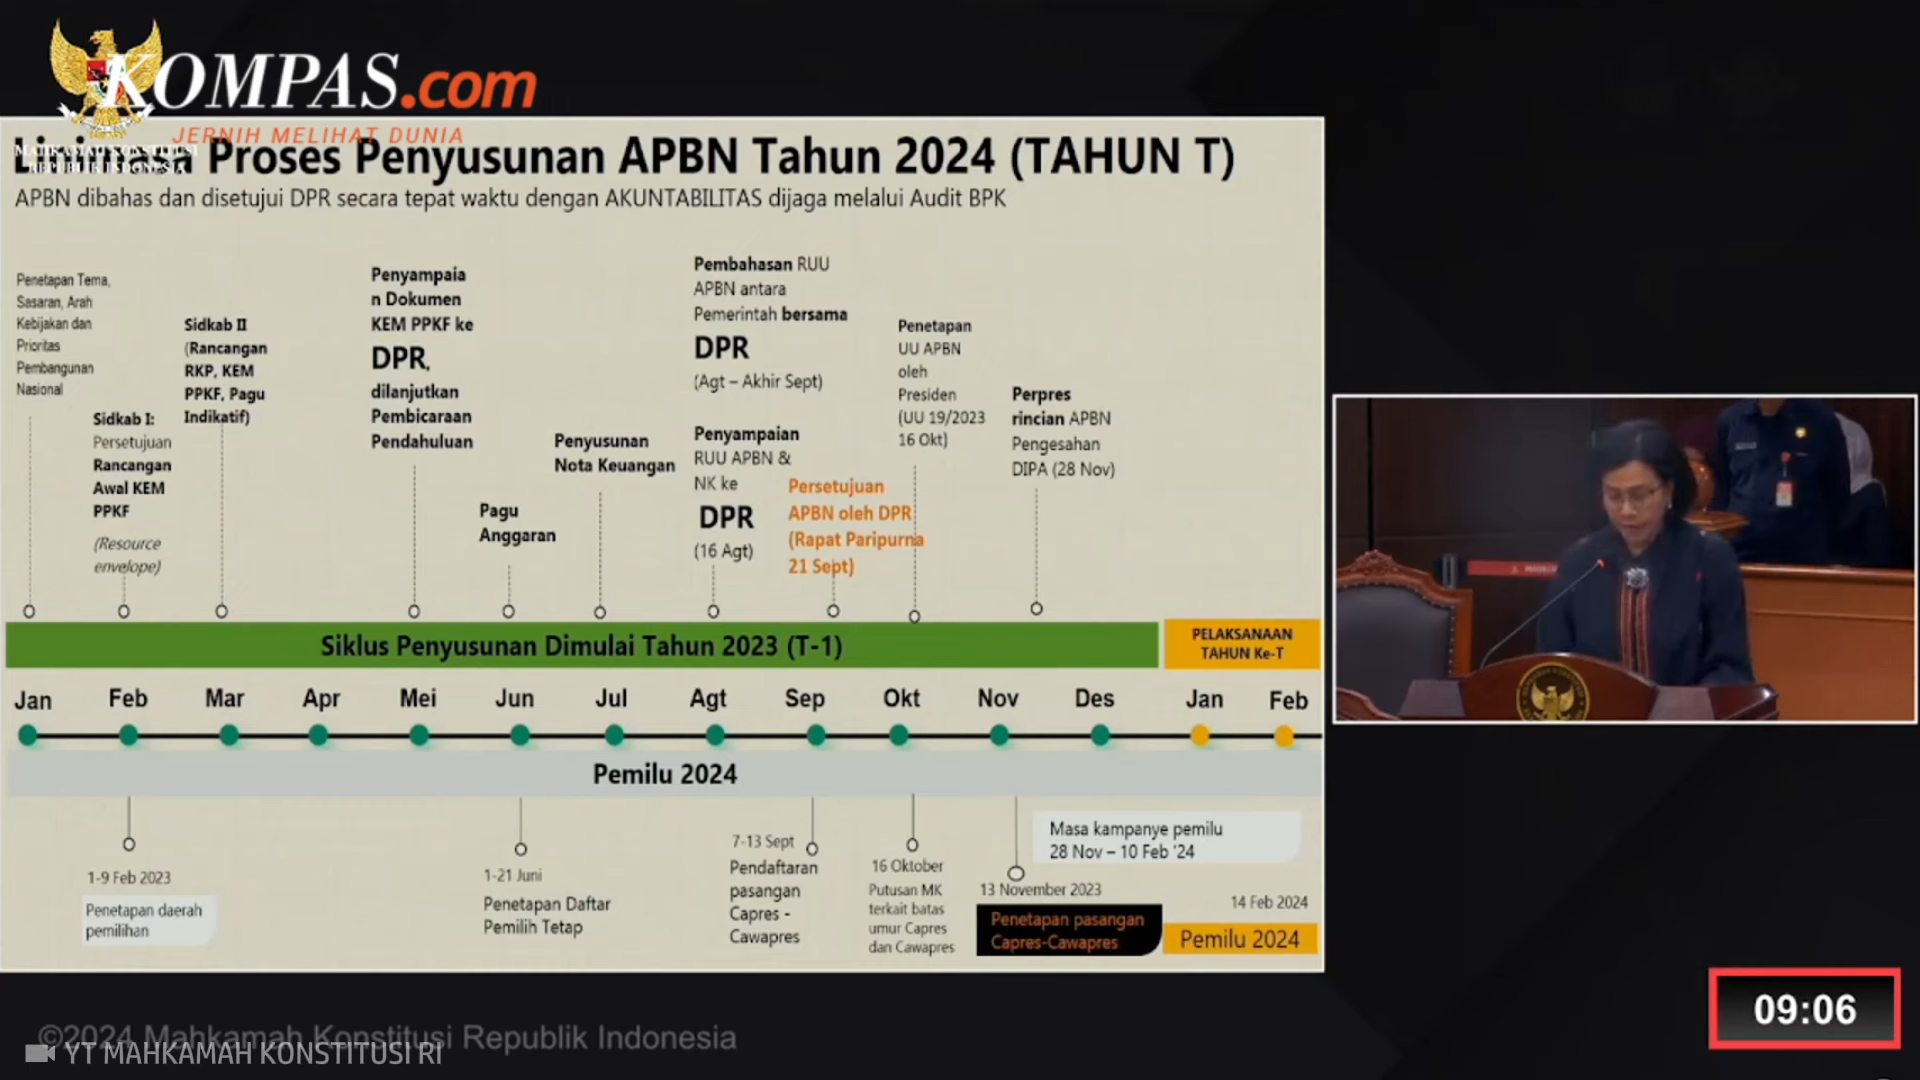 KOMPAS.com
JERNIH MELIHAT DUNIA
MAHKAMAH KONSTITUSI
REPUBLIK INDONESIA
Proses Penyusunan APBN Tahun 2024 (TAHUN T)
APBN dibahas dan disetujui DPR secara tepat waktu dengan AKUNTABILITAS dijaga melalui Audit BPK
Penetapan Tema,
Sasaran, Arah
Kebijakan dan
Prioritas
Pembangunan
Nasional
Sidkab I:
Persetujuan
Rancangan
Awal KEM
PPKF
(Resource
envelope)
Sidkab II
(Rancangan
RKP, KEM
PPKF, Pagu
Indikatif)
Penyampaia
n Dokumen
KEM PPKF ke
DPR,
dilanjutkan
Pembicaraan
Pendahuluan
Pagu
Anggaran
Penyusunan
Nota Keuangan
Pembahasan RUU
APBN antara
Pemerintah bersama
DPR
(Agt – Akhir Sept)
Penyampaian
RUU APBN &
NK ke
DPR
(16 Agt)
Persetujuan
APBN oleh DPR
(Rapat Paripurna
21 Sept)
Penetapan
UU APBN
oleh
Presiden
(UU 19/2023
16 Okt)
Perpres
rincian APBN
Pengesahan
DIPA (28 Nov)
Siklus Penyusunan Dimulai Tahun 2023 (T-1)
PELAKSANAAN
TAHUN Ke-T
Jan Feb Mar Apr Mei Jun Jul Agt Sep Okt Nov Des Jan Feb
Pemilu 2024
1-9 Feb 2023
Penetapan daerah
pemilihan
1-21 Juni
Penetapan Daftar
Pemilih Tetap
7-13 Sept
Pendaftaran
pasangan
Capres -
Cawapres
16 Oktober
Putusan MK
terkait batas
umur Capres
dan Cawapres
13 November 2023
Penetapan pasangan
Capres-Cawapres
Masa kampanye pemilu
28 Nov – 10 Feb '24
14 Feb 2024
Pemilu 2024
09:06
©2024 Mahkamah Konstitusi Republik Indonesia
YT MAHKAMAH KONSTITUSI RI